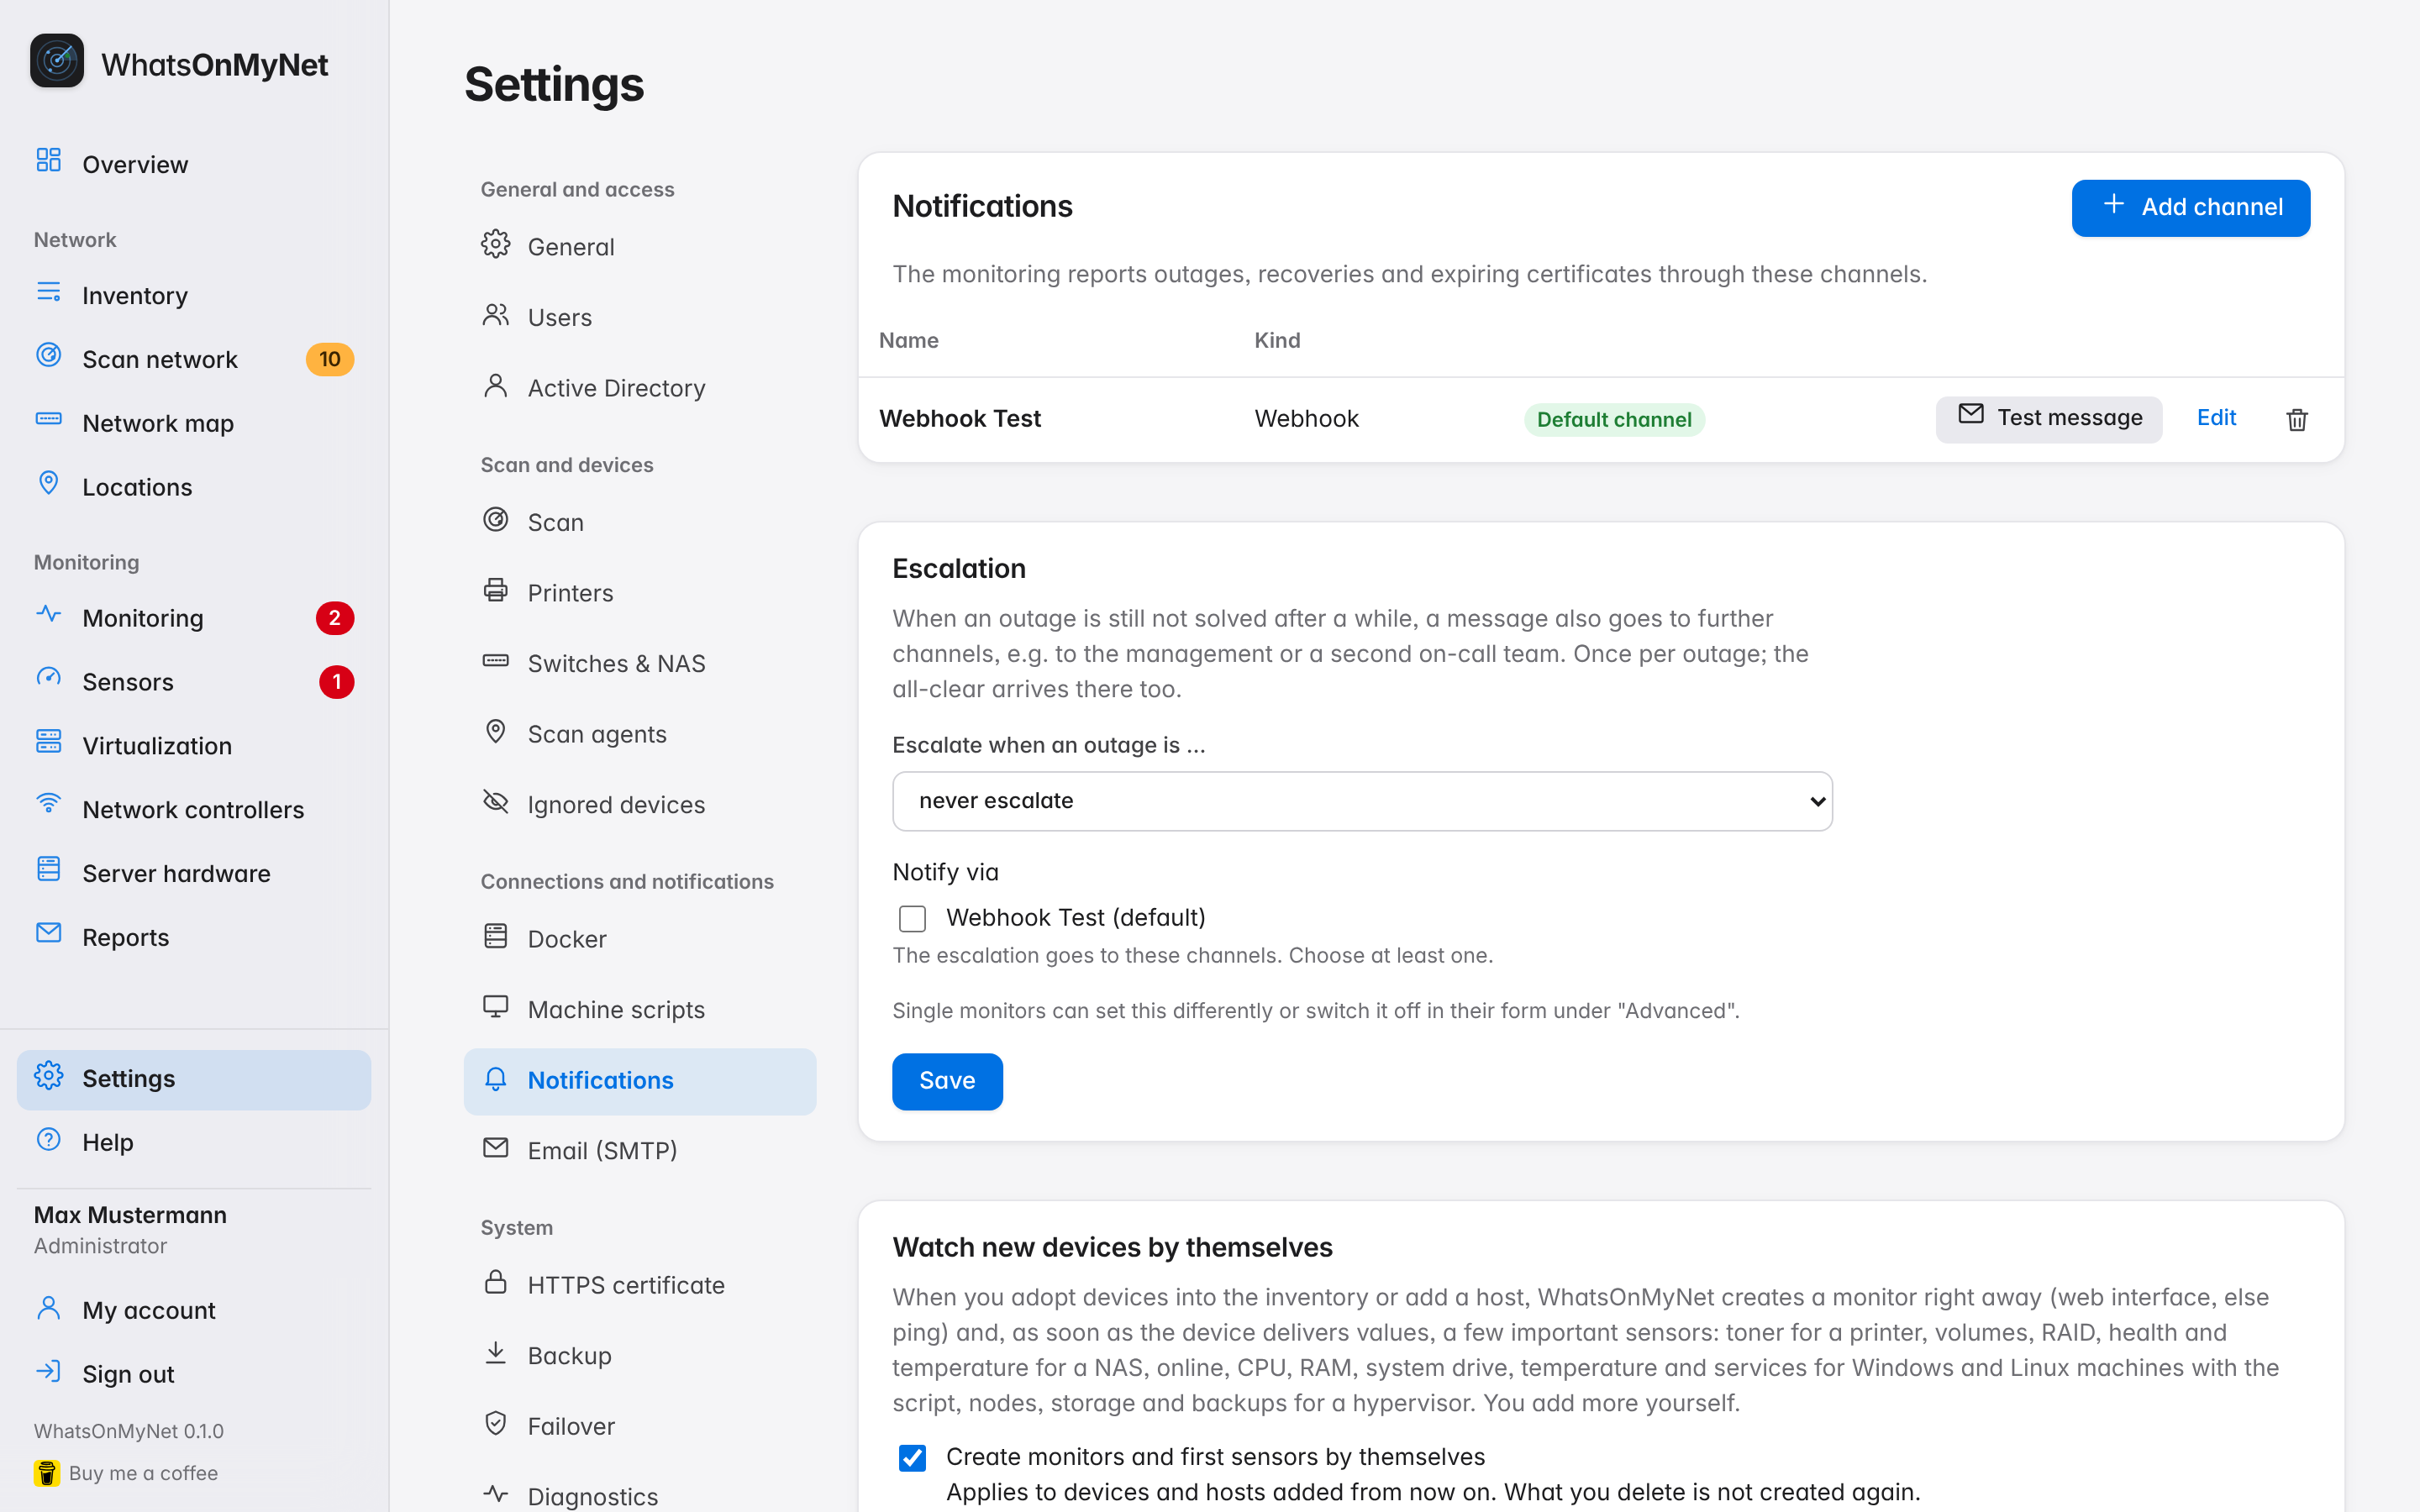 WhatsOnMyNet
Overview
Network
Inventory
Scan network 10
Network map
Locations
Monitoring
Monitoring 2
Sensors 1
Virtualization
Network controllers
Server hardware
Reports
Settings
Help
Max Mustermann
Administrator
My account
Sign out
WhatsOnMyNet 0.1.0
Buy me a coffee
Settings
General and access
General
Users
Active Directory
Scan and devices
Scan
Printers
Switches & NAS
Scan agents
Ignored devices
Connections and notifications
Docker
Machine scripts
Notifications
Email (SMTP)
System
HTTPS certificate
Backup
Failover
Diagnostics
Notifications
Add channel
The monitoring reports outages, recoveries and expiring certificates through these channels.
Name Kind
Webhook Test Webhook Default channel Test message Edit
Escalation
When an outage is still not solved after a while, a message also goes to further
channels, e.g. to the management or a second on-call team. Once per outage; the
all-clear arrives there too.
Escalate when an outage is ...
never escalate
Notify via
Webhook Test (default)
The escalation goes to these channels. Choose at least one.
Single monitors can set this differently or switch it off in their form under "Advanced".
Save
Watch new devices by themselves
When you adopt devices into the inventory or add a host, WhatsOnMyNet creates a monitor right away (web interface, else
ping) and, as soon as the device delivers values, a few important sensors: toner for a printer, volumes, RAID, health and
temperature for a NAS, online, CPU, RAM, system drive, temperature and services for Windows and Linux machines with the
script, nodes, storage and backups for a hypervisor. You add more yourself.
Create monitors and first sensors by themselves
Applies to devices and hosts added from now on. What you delete is not created again.